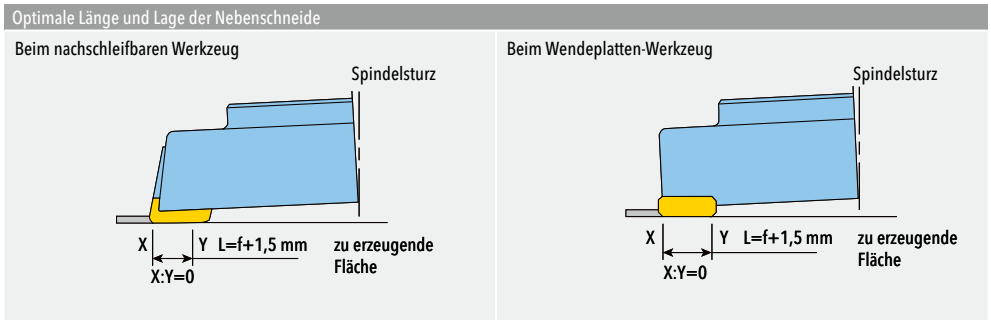 Optimale Länge und Lage der Nebenschneide
Beim nachschleifbaren Werkzeug
Spindelsturz
X
Y
L=f+1,5 mm
zu erzeugende
Fläche
X:Y=0
Beim Wendeplatten-Werkzeug
Spindelsturz
X
Y
L=f+1,5 mm
zu erzeugende
Fläche
X:Y=0